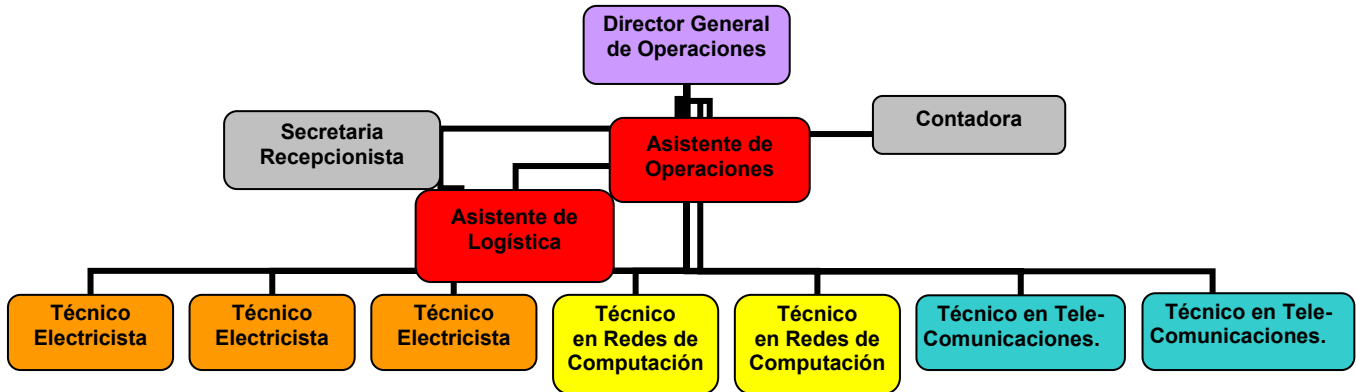 Director General
de Operaciones
Secretaria
Recepcionista
Contadora
Asistente de
Operaciones
Asistente de
Logística
Técnico
Electricista
Técnico
Electricista
Técnico
Electricista
Técnico
en Redes de
Computación
Técnico
en Redes de
Computación
Técnico en Tele-
Comunicaciones.
Técnico en Tele-
Comunicaciones.